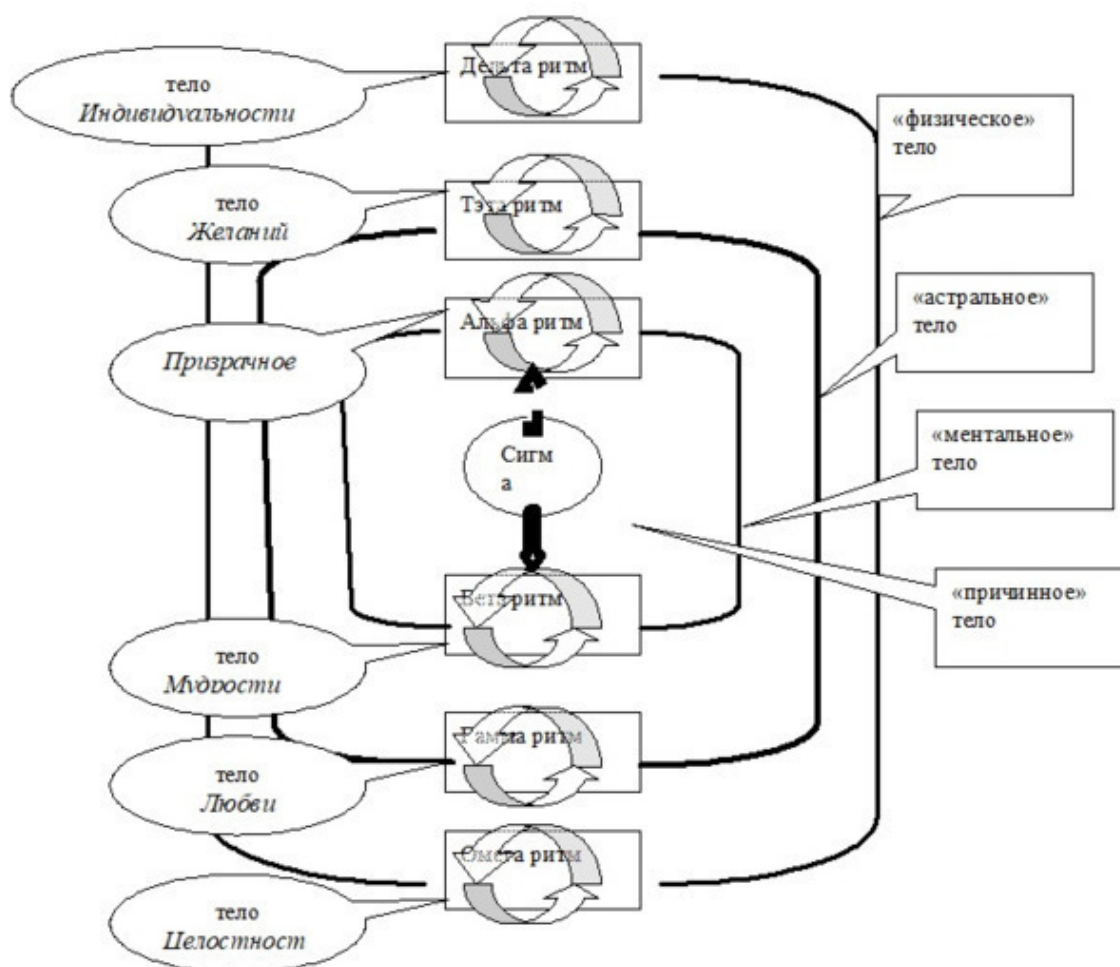 Дельта ритм
тело
Индивидуальности
«физическое»
тело
Тэта ритм
тело
Желаний
«астральное»
тело
Альфа ритм
Призрачное
«ментальное»
тело
Сигм
а
«причинное»
тело
Бета ритм
тело
Мудрости
Гамма ритм
тело
Любви
Омега ритм
тело
Целостност